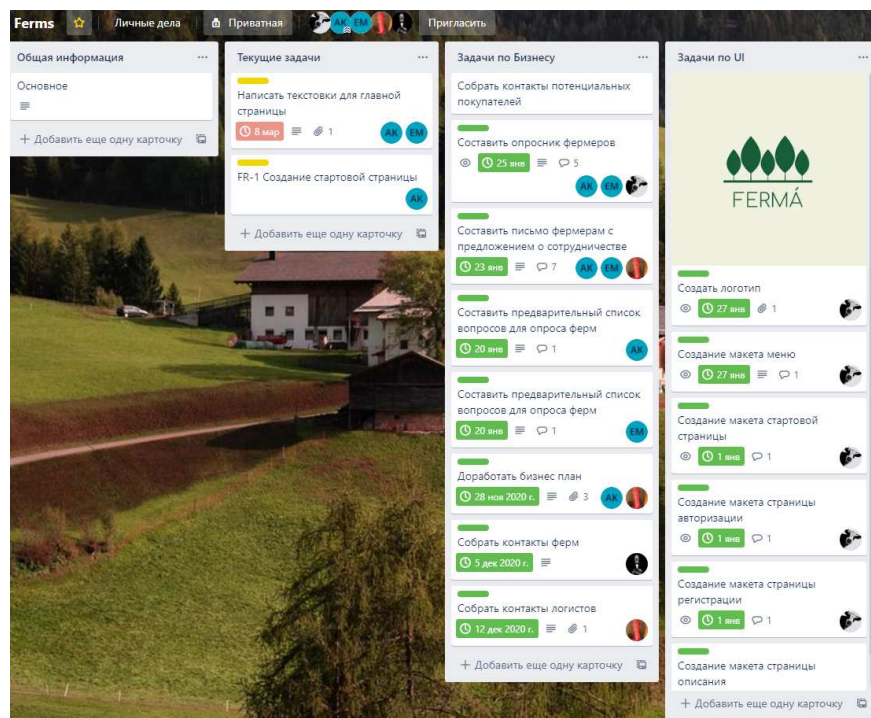 Ferms
Личные дела
Приватная
АК
ЕМ
Пригласить
Общая информация
Основное
+ Добавить еще одну карточку
Текущие задачи
Написать текстовки для главной
страницы
8 мар
1
АК
ЕМ
FR-1 Создание стартовой страницы
АК
+ Добавить еще одну карточку
Задачи по Бизнесу
Собрать контакты потенциальных
покупателей
Составить опросник фермеров
25 янв
5
АК
ЕМ
Составить письмо фермерам с
предложением о сотрудничестве
23 янв
7
АК
ЕМ
Составить предварительный список
вопросов для опроса ферм
20 янв
1
АК
Составить предварительный список
вопросов для опроса ферм
20 янв
1
ЕМ
Доработать бизнес план
28 ноя 2020 г.
3
АК
Собрать контакты ферм
5 дек 2020 г.
Собрать контакты логистов
12 дек 2020 г.
1
+ Добавить еще одну карточку
Задачи по UI
FERMÁ
Создать логотип
27 янв
1
Создание макета меню
27 янв
1
Создание макета стартовой
страницы
1 янв
1
Создание макета страницы
авторизации
1 янв
1
Создание макета страницы
регистрации
1 янв
1
Создание макета страницы
описания
+ Добавить еще одну карточку